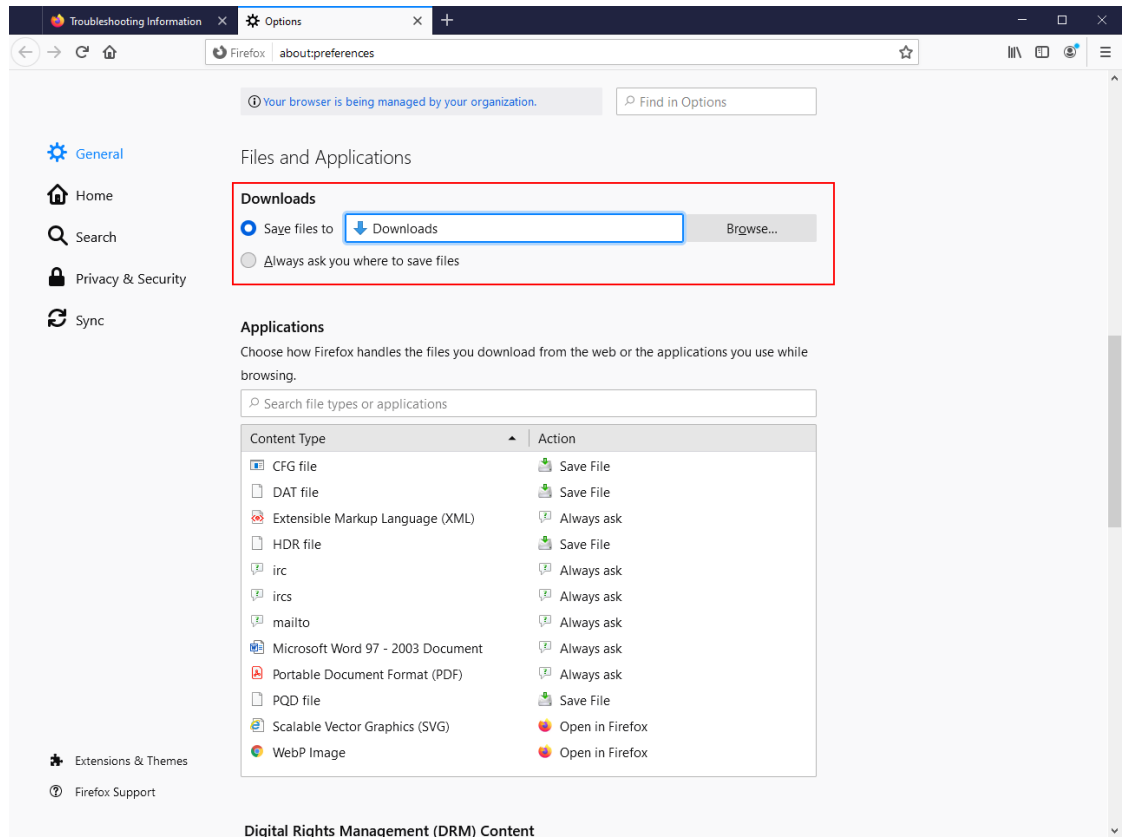 Troubleshooting Information
Options
Firefox about:preferences
Your browser is being managed by your organization.
Find in Options
General
Home
Search
Privacy & Security
Sync
Files and Applications
Downloads
Save files to Downloads Browse...
Always ask you where to save files
Applications
Choose how Firefox handles the files you download from the web or the applications you use while
browsing.
Search file types or applications
Content Type Action
CFG file Save File
DAT file Save File
Extensible Markup Language (XML) Always ask
HDR file Save File
irc Always ask
ircs Always ask
mailto Always ask
Microsoft Word 97 - 2003 Document Always ask
Portable Document Format (PDF) Always ask
PQD file Save File
Scalable Vector Graphics (SVG) Open in Firefox
WebP Image Open in Firefox
Extensions & Themes
Firefox Support
Digital Rights Management (DRM) Content